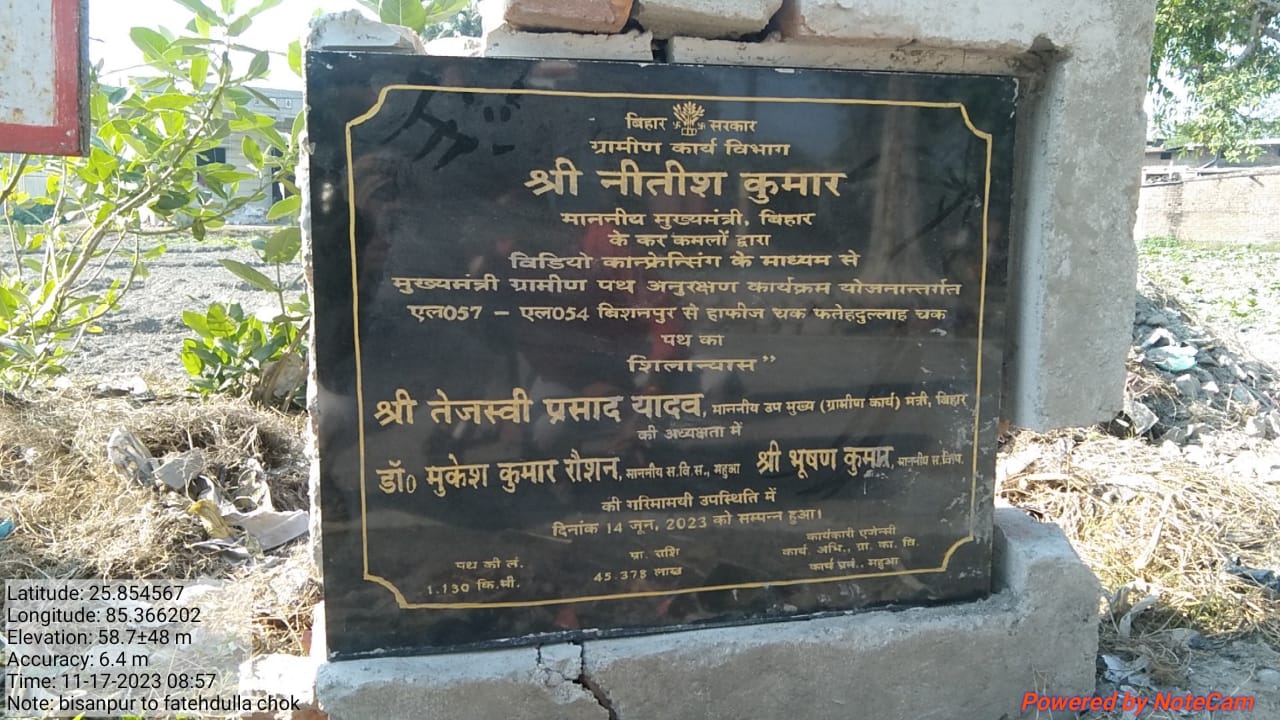 बिहार सरकार
ग्रामीण कार्य विभाग
श्री नीतीश कुमार
माननीय मुख्यमंत्री, बिहार
के कर कमलों द्वारा
विडियो कान्फ्रेन्सिंग के माध्यम से
मुख्यमंत्री ग्रामीण पथ अनुरक्षण कार्यक्रम योजनान्तर्गत
एल057 – एल054 बिशनपुर से हाफीज चक फतेहदुल्लाह चक
पथ का
शिलान्यास”
श्री तेजस्वी प्रसाद यादव, माननीय उप मुख्य (ग्रामीण कार्य) मंत्री, बिहार
की अध्यक्षता में
डॉ0 मुकेश कुमार रौशन, माननीय स.वि.स., महुआ श्री भूषण कुमार, माननीय स.वि.प.
की गरिमामयी उपस्थिति में
दिनांक 14 जून, 2023 को सम्पन्न हुआ।
पथ की लं.
1.130 कि.मी.
प्रा. राशि
45.378 लाख
कार्यकारी एजेन्सी
कार्य. अभि., ग्रा. का. वि.
कार्य प्रमं., महुआ
Latitude: 25.854567
Longitude: 85.366202
Elevation: 58.7±48 m
Accuracy: 6.4 m
Time: 11-17-2023 08:57
Note: bisanpur to fatehdulla chok
Powered by NoteCam